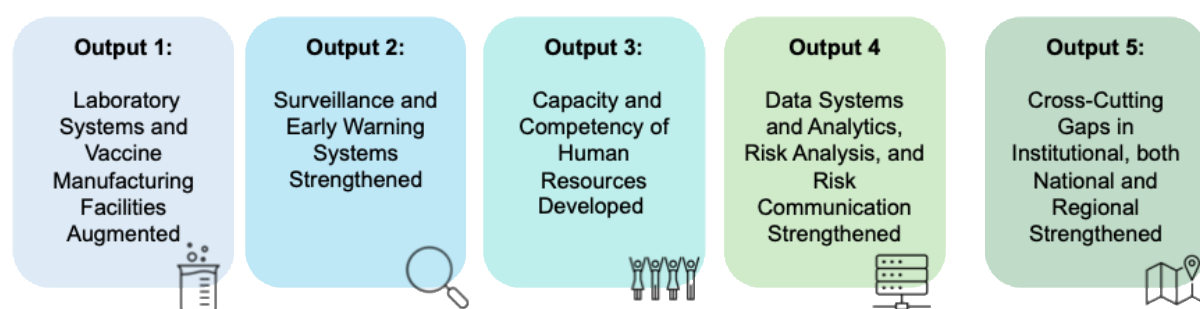 Output 1:
Laboratory
Systems and
Vaccine
Manufacturing
Facilities
Augmented
Output 2:
Surveillance and
Early Warning
Systems
Strengthened
Output 3:
Capacity and
Competency of
Human
Resources
Developed
Output 4
Data Systems
and Analytics,
Risk Analysis, and
Risk
Communication
Strengthened
Output 5:
Cross-Cutting
Gaps in
Institutional, both
National and
Regional
Strengthened